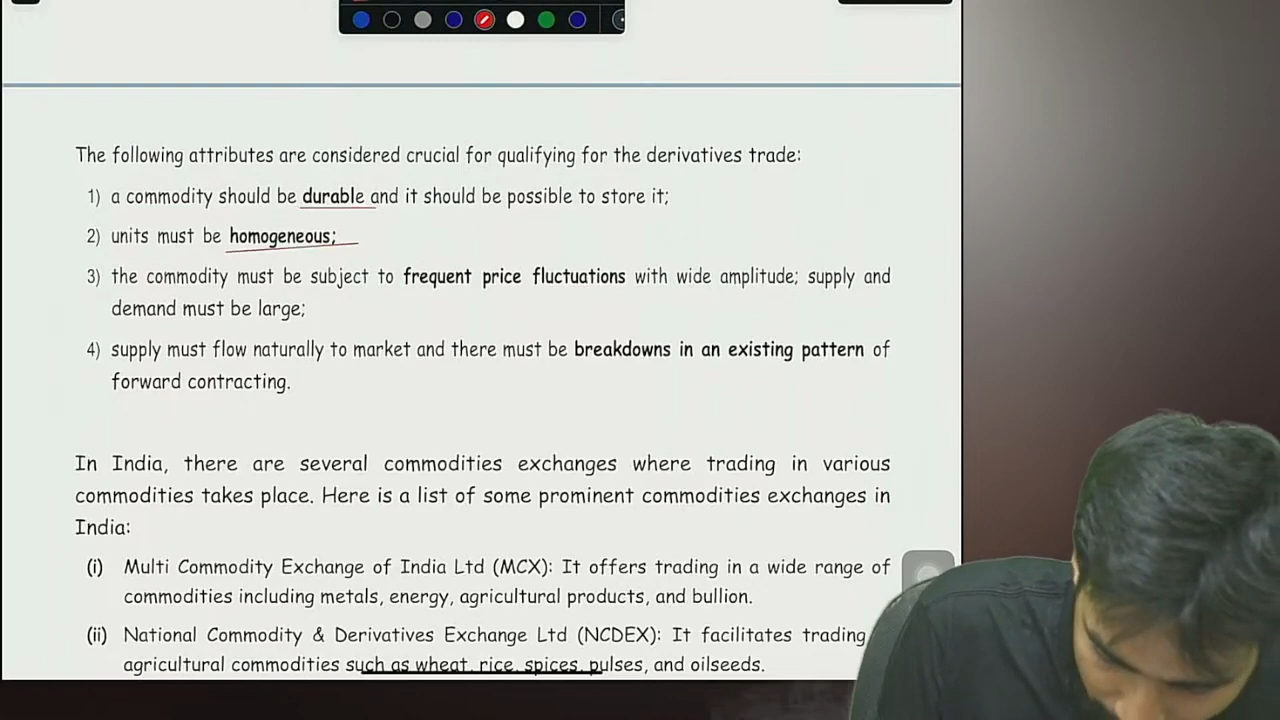 The following attributes are considered crucial for qualifying for the derivatives trade:
1) a commodity should be durable and it should be possible to store it;
2) units must be homogeneous;
3) the commodity must be subject to frequent price fluctuations with wide amplitude; supply and
demand must be large;
4) supply must flow naturally to market and there must be breakdowns in an existing pattern of
forward contracting.
In India, there are several commodities exchanges where trading in various
commodities takes place. Here is a list of some prominent commodities exchanges in
India:
(i) Multi Commodity Exchange of India Ltd (MCX): It offers trading in a wide range of
commodities including metals, energy, agricultural products, and bullion.
(ii) National Commodity & Derivatives Exchange Ltd (NCDEX): It facilitates trading
agricultural commodities such as wheat, rice, spices, pulses, and oilseeds.